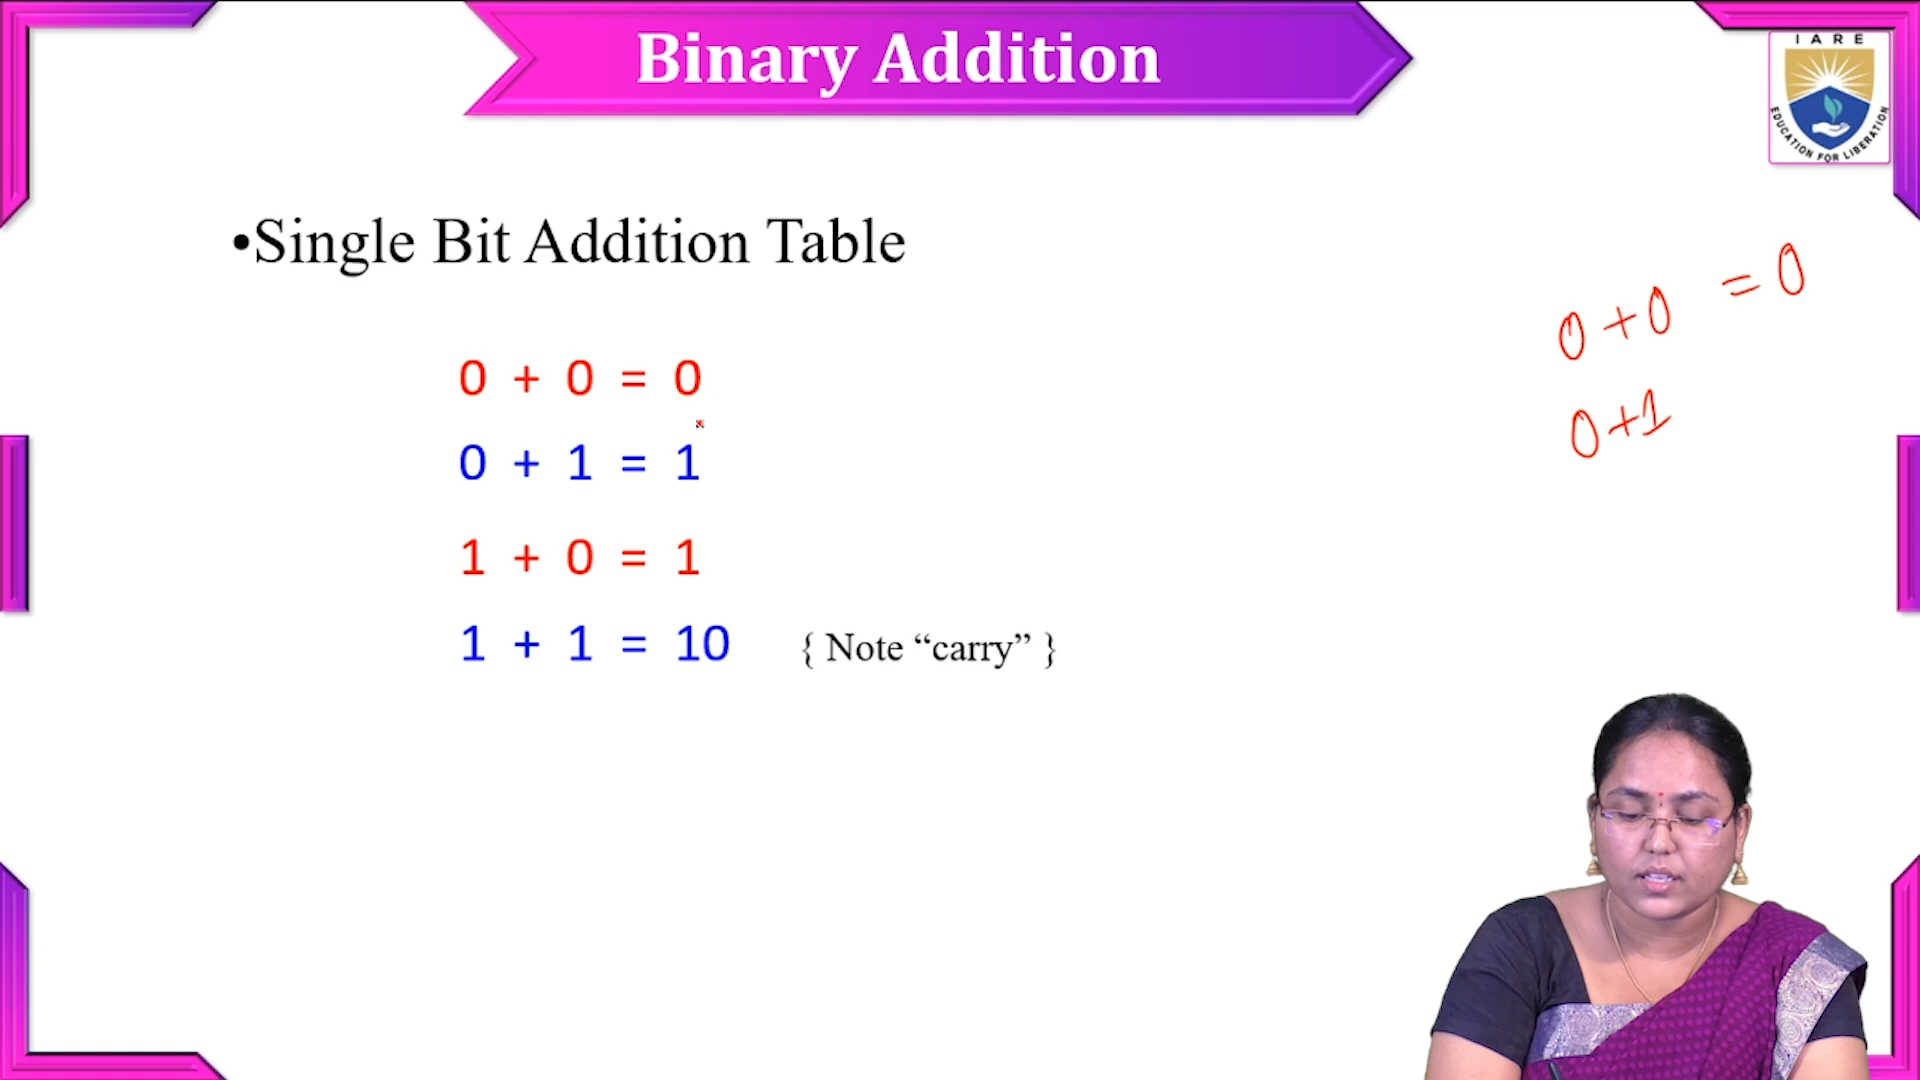 Binary Addition
IARE
EDUCATION FOR LIBERATION
•Single Bit Addition Table
0 + 0 = 0
0 + 1 = 1
1 + 0 = 1
1 + 1 = 10 { Note “carry” }
0+0 =0
0+1